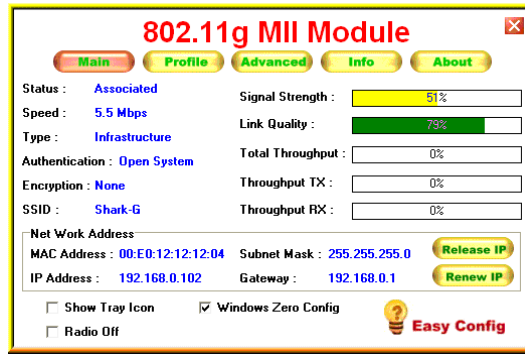 802.11g MII Module
Main Profile Advanced Info About
Status : Associated
Signal Strength : 51%
Speed : 5.5 Mbps
Link Quality : 79%
Type : Infrastructure
Total Throughput : 0%
Authentication : Open System
Encryption : None
Throughput TX : 0%
SSID : Shark-G
Throughput RX : 0%
Net Work Address
MAC Address : 00:E0:12:12:12:04 Subnet Mask : 255.255.255.0 Release IP
IP Address : 192.168.0.102 Gateway : 192.168.0.1 Renew IP
Show Tray Icon Windows Zero Config
Radio Off
Easy Config